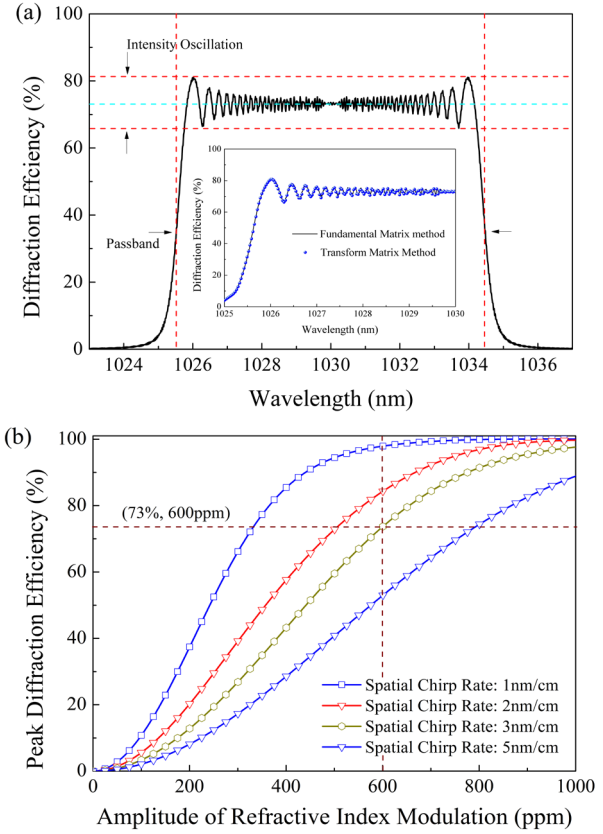 (a)
Diffraction Effciency (%)
100
80
60
40
20
0
Intensity Oscillation
Passband
Diffraction Efficiency (%)
100
80
60
40
20
0
Fundamental Matrix method
Transform Matrix Method
1025 1026 1027 1028 1029 1030
Wavelength (nm)
1024 1026 1028 1030 1032 1034 1036
Wavelength (nm)
(b)
Peak Diffraction Efficiency (%)
100
80
60
40
20
0
(73%, 600ppm)
Spatial Chirp Rate: 1nm/cm
Spatial Chirp Rate: 2nm/cm
Spatial Chirp Rate: 3nm/cm
Spatial Chirp Rate: 5nm/cm
0 200 400 600 800 1000
Amplitude of Refractive Index Modulation (ppm)